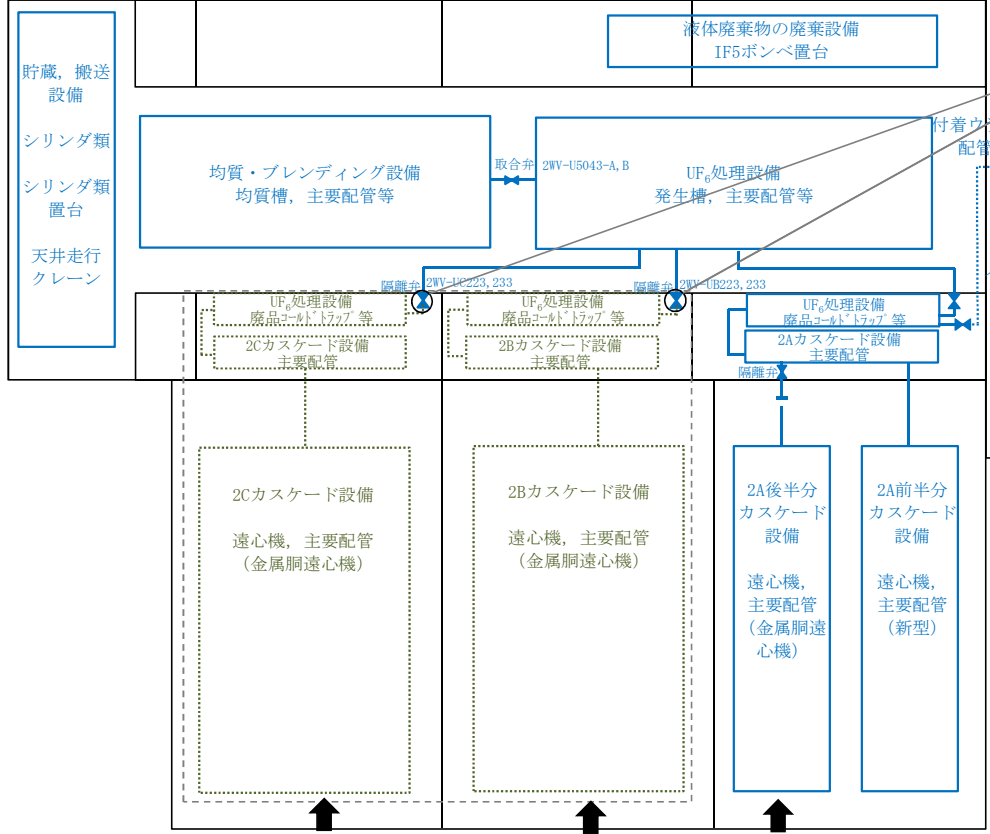 液体廃棄物の廃棄設備
IF5ボンベ置台
貯蔵，搬送
設備
シリンダ類
シリンダ類
置台
天井走行
クレーン
均質・ブレンディング設備
均質槽，主要配管等
取合弁 2WV-U5043-A,B
UF₆処理設備
発生槽，主要配管等
付着ウラ
配管
隔離弁 2WV-UC223,233
隔離弁 2WV-UB223,233
UF₆処理設備
廃品コールドトラップ等
2Cカスケード設備
主要配管
UF₆処理設備
廃品コールドトラップ等
2Bカスケード設備
主要配管
UF₆処理設備
廃品コールドトラップ等
2Aカスケード設備
主要配管
隔離弁
2Cカスケード設備
遠心機，主要配管
（金属胴遠心機）
2Bカスケード設備
遠心機，主要配管
（金属胴遠心機）
2A後半分
カスケード
設備
遠心機，
主要配管
（金属胴遠
心機）
2A前半分
カスケード
設備
遠心機，
主要配管
（新型）